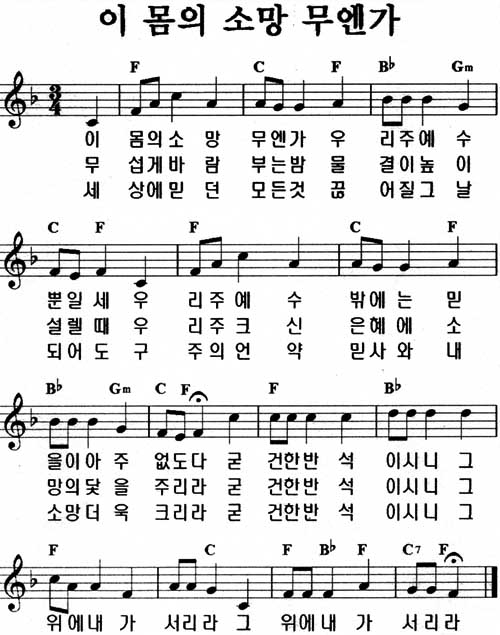 이 몸의 소망 무엔가
F C F B♭ Gm
3/4
이 몸의소 망 무엔가 우 리주예 수
무 섭게바 람 부는밤 물 결이높 이
세 상에믿 던 모든것 끊 어질그 날
C F F C F
뿐일세우 리주예 수 밖에는 믿
설렐때우 리주크 신 은혜에 소
되어도구 주의언 약 믿사와 내
B♭ Gm C F F B♭
을이아 주 없도다 굳 건한반 석 이시니 그
망의닻 을 주리라 굳 건한반 석 이시니 그
소망더 욱 크리라 굳 건한반 석 이시니 그
F C F B♭ F C7 F
위에내 가 서리라 그 위에내 가 서리라